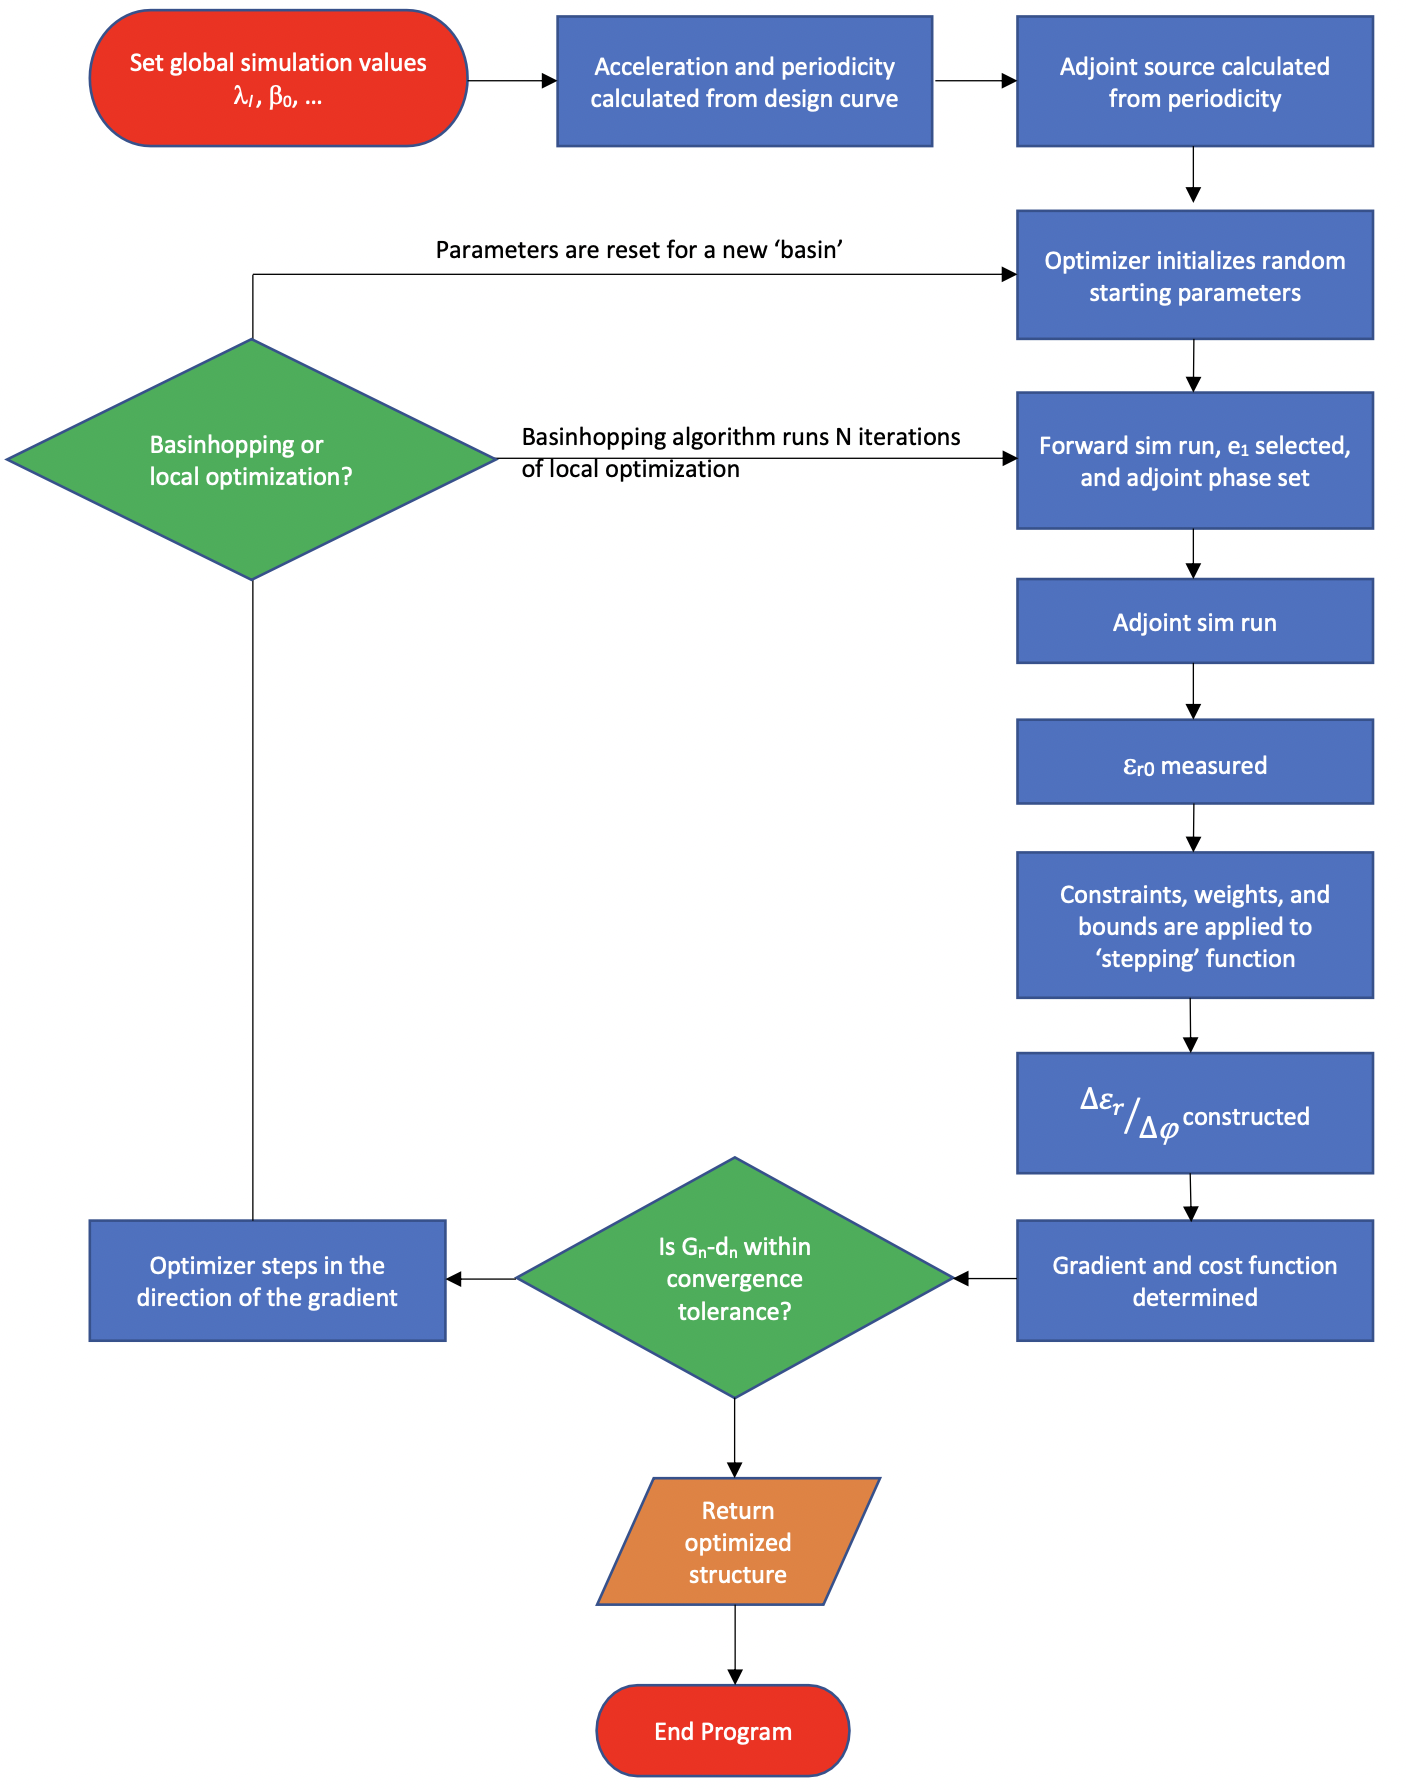 Set global simulation values
λl, β0, ...
Acceleration and periodicity
calculated from design curve
Adjoint source calculated
from periodicity
Parameters are reset for a new ‘basin’
Optimizer initializes random
starting parameters
Basinhopping or
local optimization?
Basinhopping algorithm runs N iterations
of local optimization
Forward sim run, e₁ selected,
and adjoint phase set
Adjoint sim run
εr0 measured
Constraints, weights, and
bounds are applied to
‘stepping’ function
Δεr/Δφ constructed
Gradient and cost function
determined
Is Gn-dn within
convergence
tolerance?
Optimizer steps in the
direction of the gradient
Return
optimized
structure
End Program